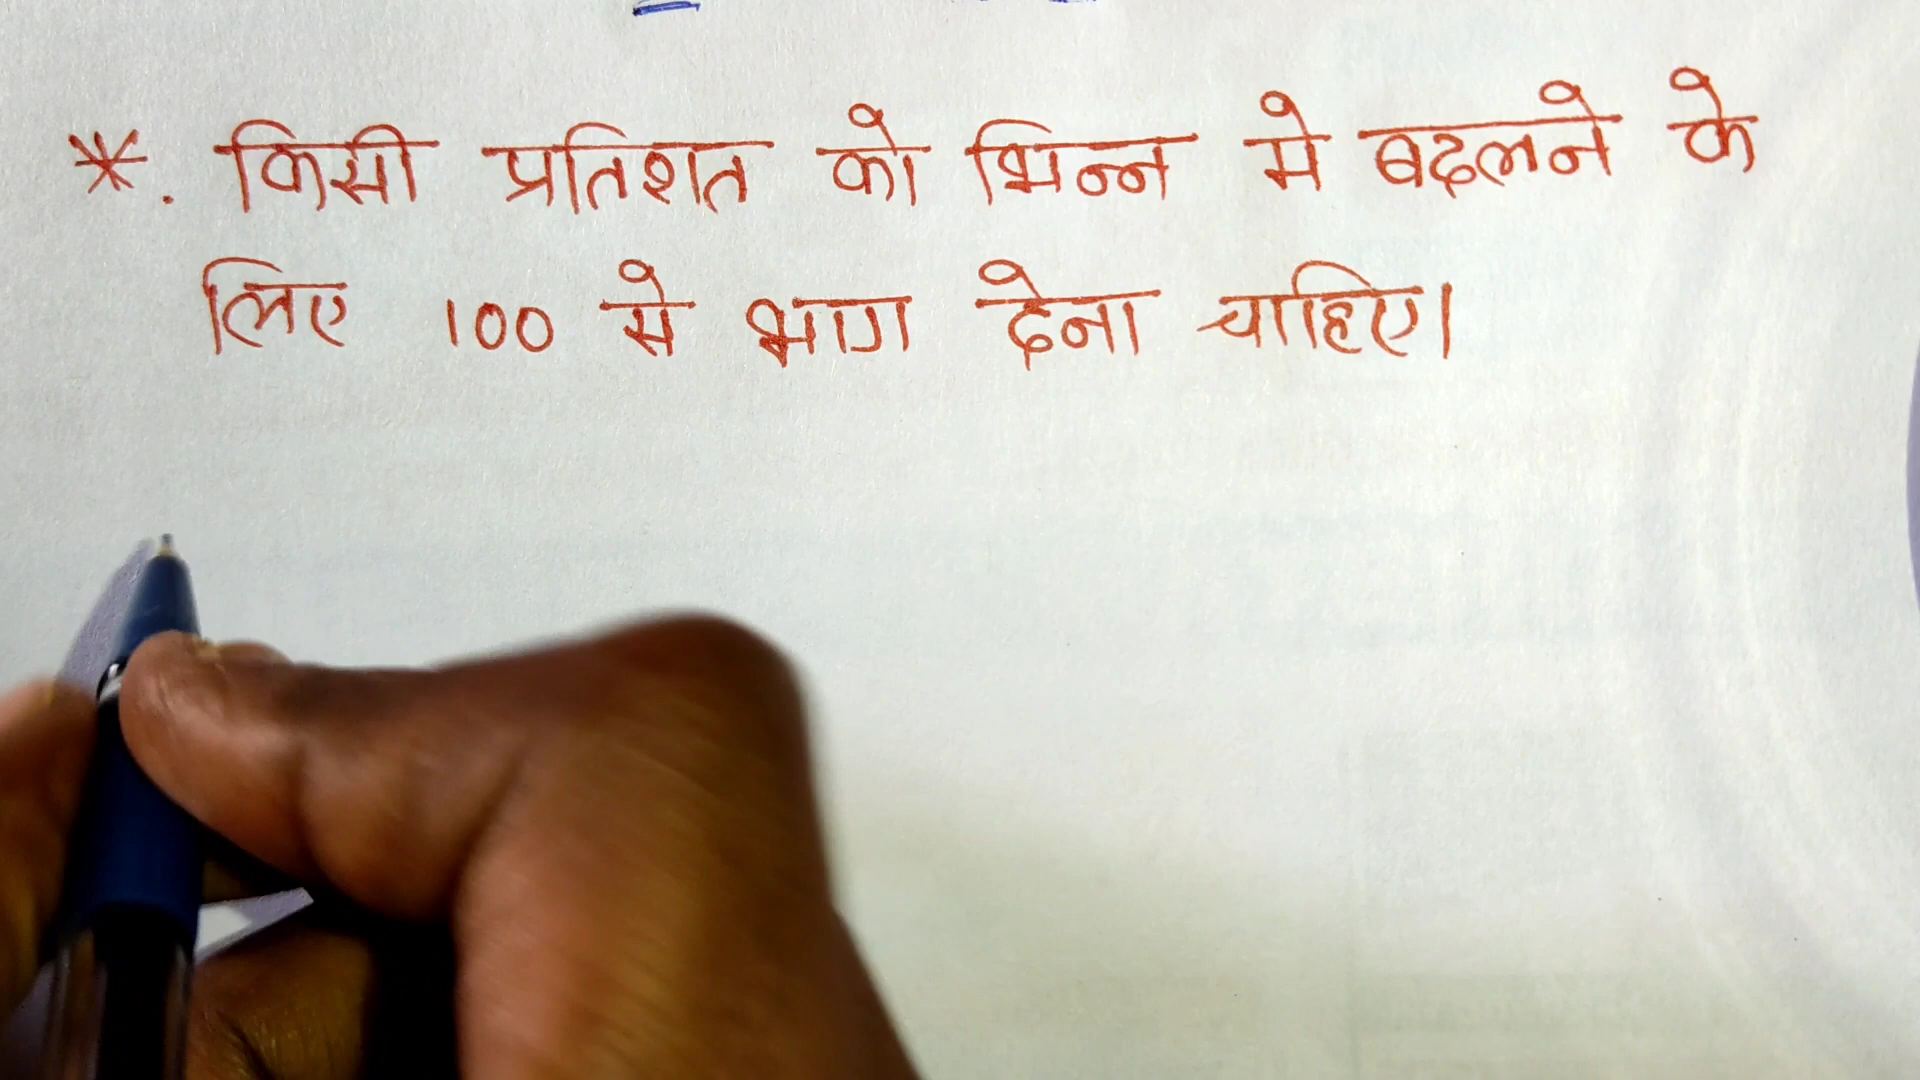 *. किसी प्रतिशत को भिन्न मे बदलने के
लिए 100 से भाग देना चाहिए।